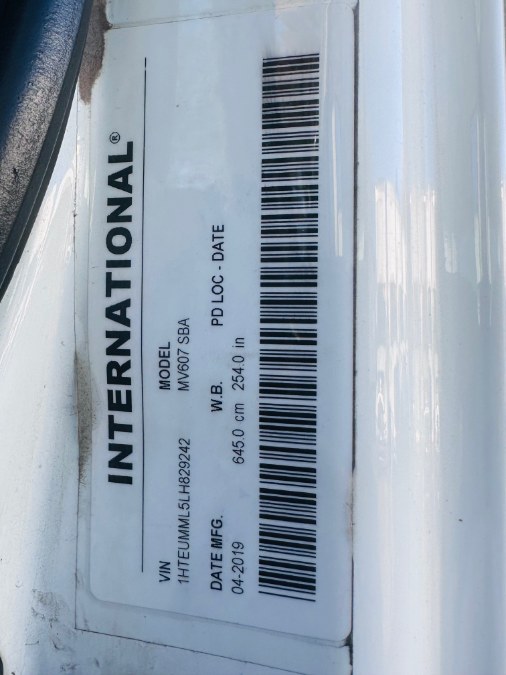 INTERNATIONAL®
VIN MODEL
1HTEUMML5LH829242 MV607 SBA
DATE MFG. W.B. PD LOC - DATE
04-2019 645.0 cm 254.0 in